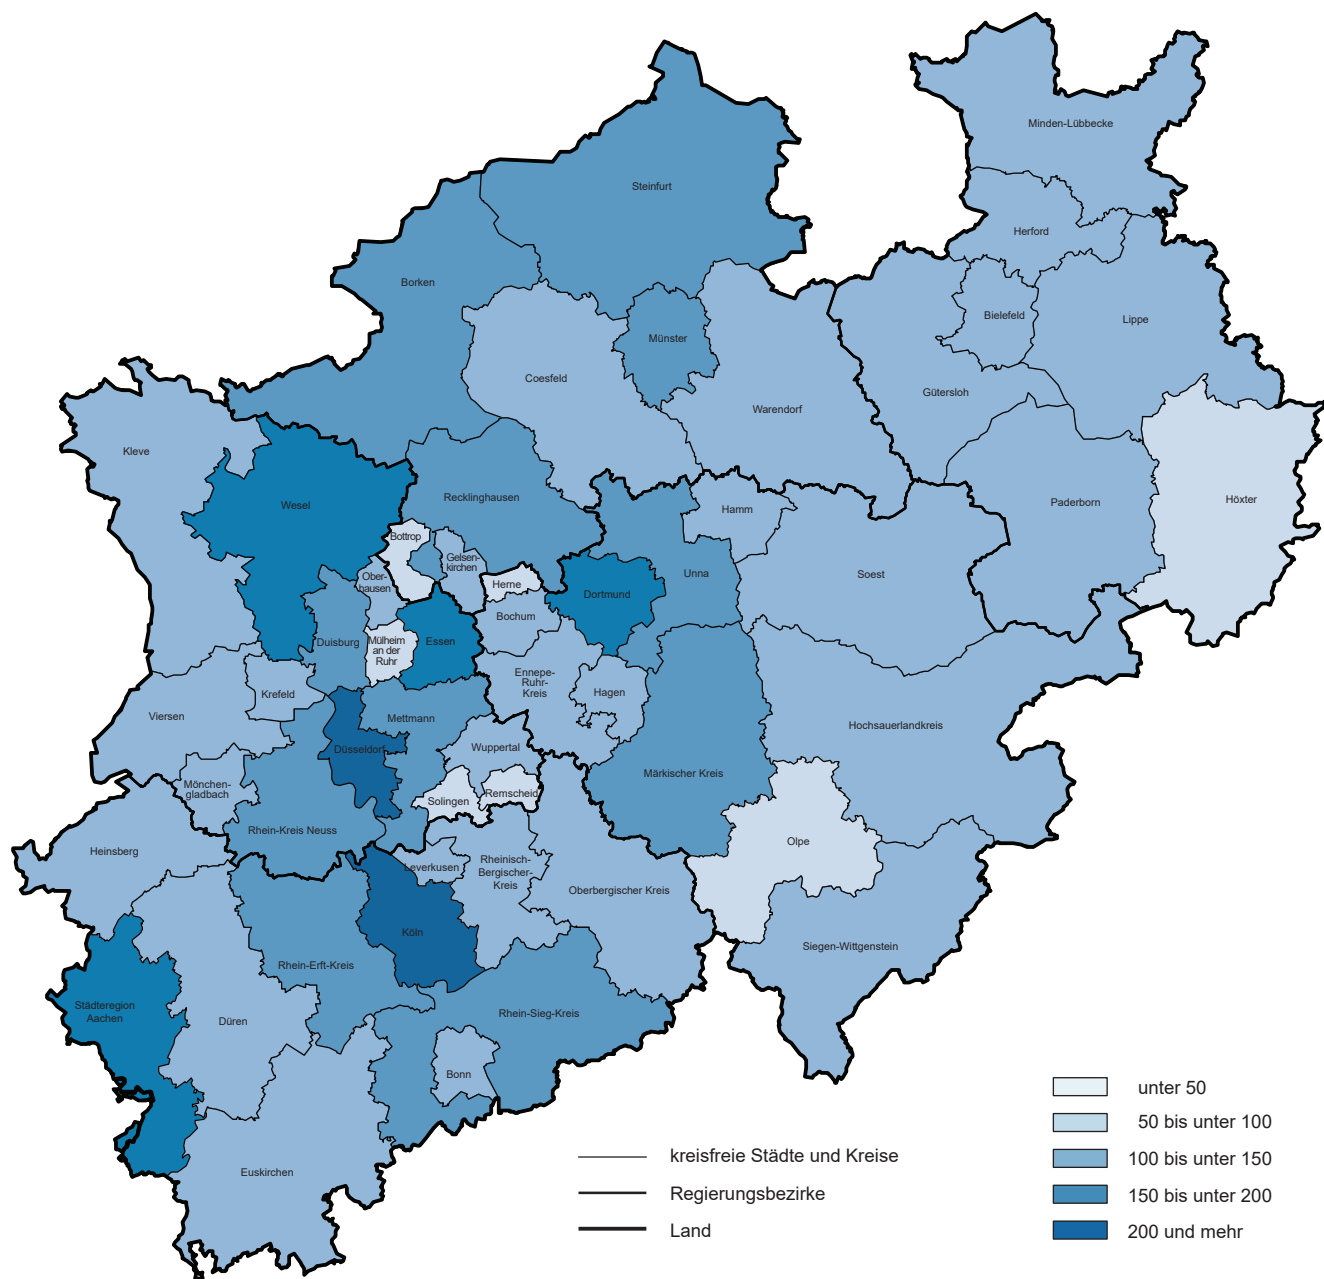 Minden-Lübbecke
Steinfurt
Herford
Borken
Bielefeld
Lippe
Münster
Coesfeld
Gütersloh
Warendorf
Kleve
Recklinghausen
Höxter
Wesel
Hamm
Paderborn
Bottrop
Gelsen-
kirchen
Ober-
hausen
Herne
Dortmund
Unna
Soest
Bochum
Duisburg
Mülheim
an der
Ruhr
Essen
Ennepe-
Ruhr-
Kreis
Hagen
Krefeld
Viersen
Mettmann
Hochsauerlandkreis
Düsseldorf
Wuppertal
Märkischer Kreis
Mönchen-
gladbach
Solingen
Remscheid
Rhein-Kreis Neuss
Olpe
Heinsberg
Leverkusen
Rheinisch-
Bergischer-
Kreis
Oberbergischer Kreis
Köln
Siegen-Wittgenstein
Rhein-Erft-Kreis
Städteregion
Aachen
Düren
Rhein-Sieg-Kreis
Bonn
Euskirchen
kreisfreie Städte und Kreise
Regierungsbezirke
Land
unter 50
50 bis unter 100
100 bis unter 150
150 bis unter 200
200 und mehr